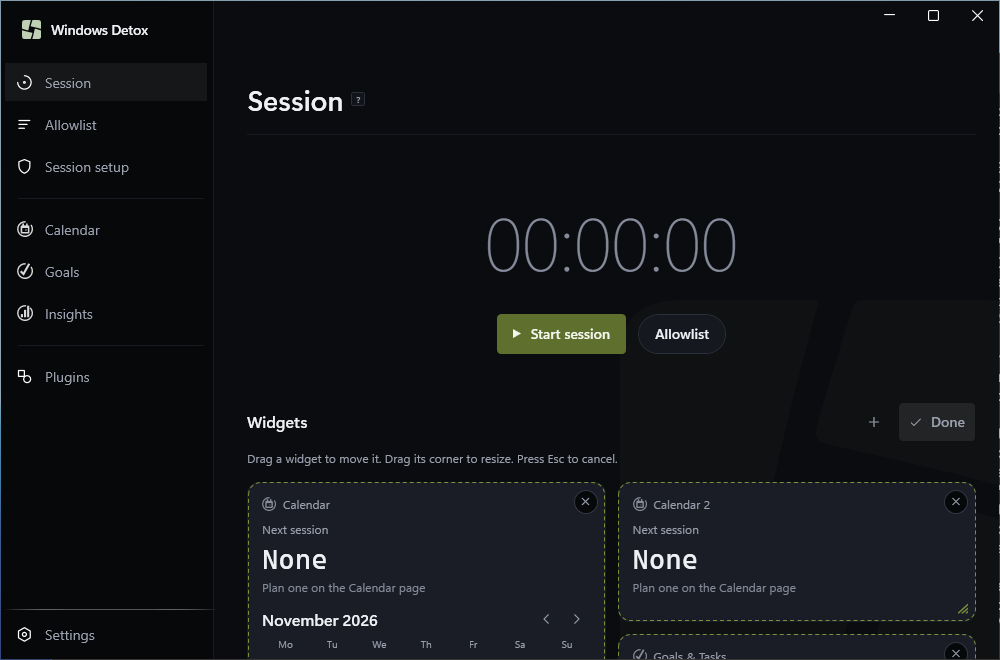 Windows Detox
Session
Allowlist
Session setup
Calendar
Goals
Insights
Plugins
Settings
Session ?
00:00:00
Start session
Allowlist
Widgets
+
Done
Drag a widget to move it. Drag its corner to resize. Press Esc to cancel.
Calendar
Next session
None
Plan one on the Calendar page
November 2026
Mo Tu We Th Fr Sa Su
Calendar 2
Next session
None
Plan one on the Calendar page
Goals & Tasks